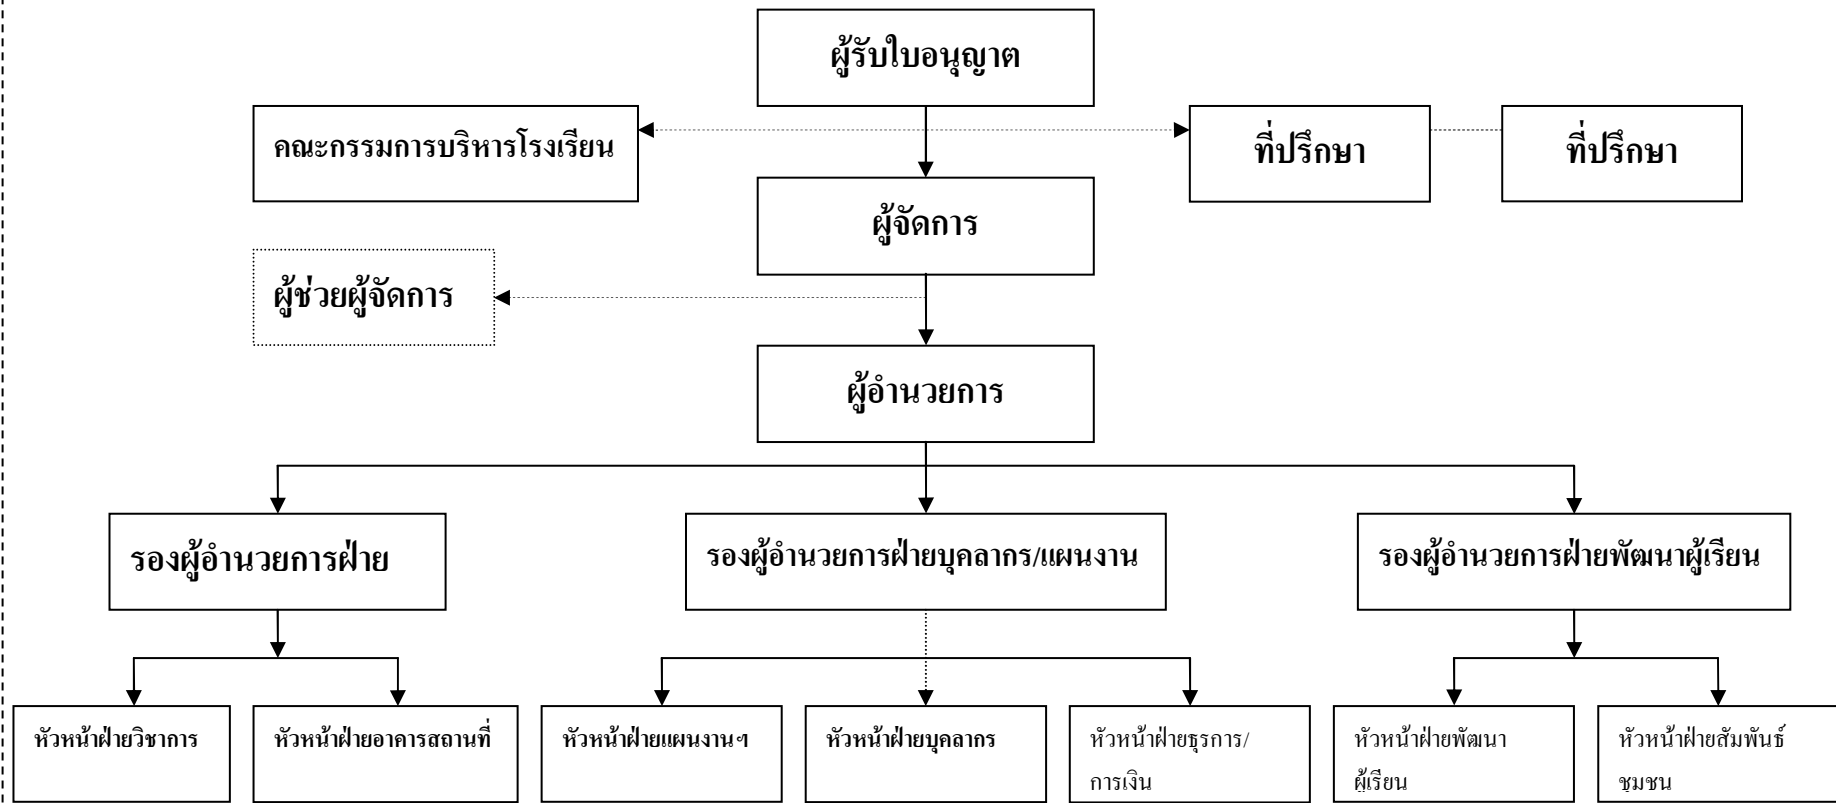 ผู้รับใบอนุญาต
คณะกรรมการบริหารโรงเรียน
ที่ปรึกษา
ที่ปรึกษา
ผู้จัดการ
ผู้ช่วยผู้จัดการ
ผู้อำนวยการ
รองผู้อำนวยการฝ่าย
รองผู้อำนวยการฝ่ายบุคลากร/แผนงาน
รองผู้อำนวยการฝ่ายพัฒนาผู้เรียน
หัวหน้าฝ่ายวิชาการ
หัวหน้าฝ่ายอาคารสถานที่
หัวหน้าฝ่ายแผนงานฯ
หัวหน้าฝ่ายบุคลากร
หัวหน้าฝ่ายธุรการ/
การเงิน
หัวหน้าฝ่ายพัฒนา
ผู้เรียน
หัวหน้าฝ่ายสัมพันธ์
ชุมชน